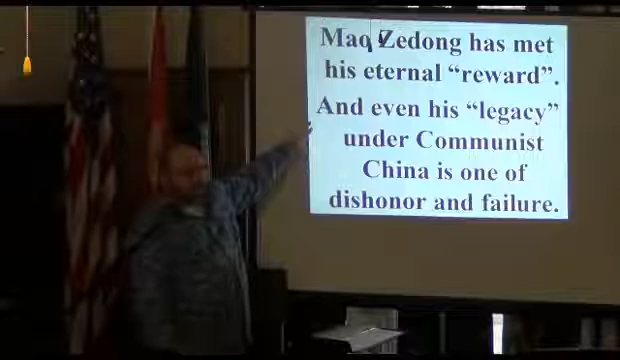 Mao Zedong has met
his eternal “reward”.
And even his “legacy”
under Communist
China is one of
dishonor and failure.